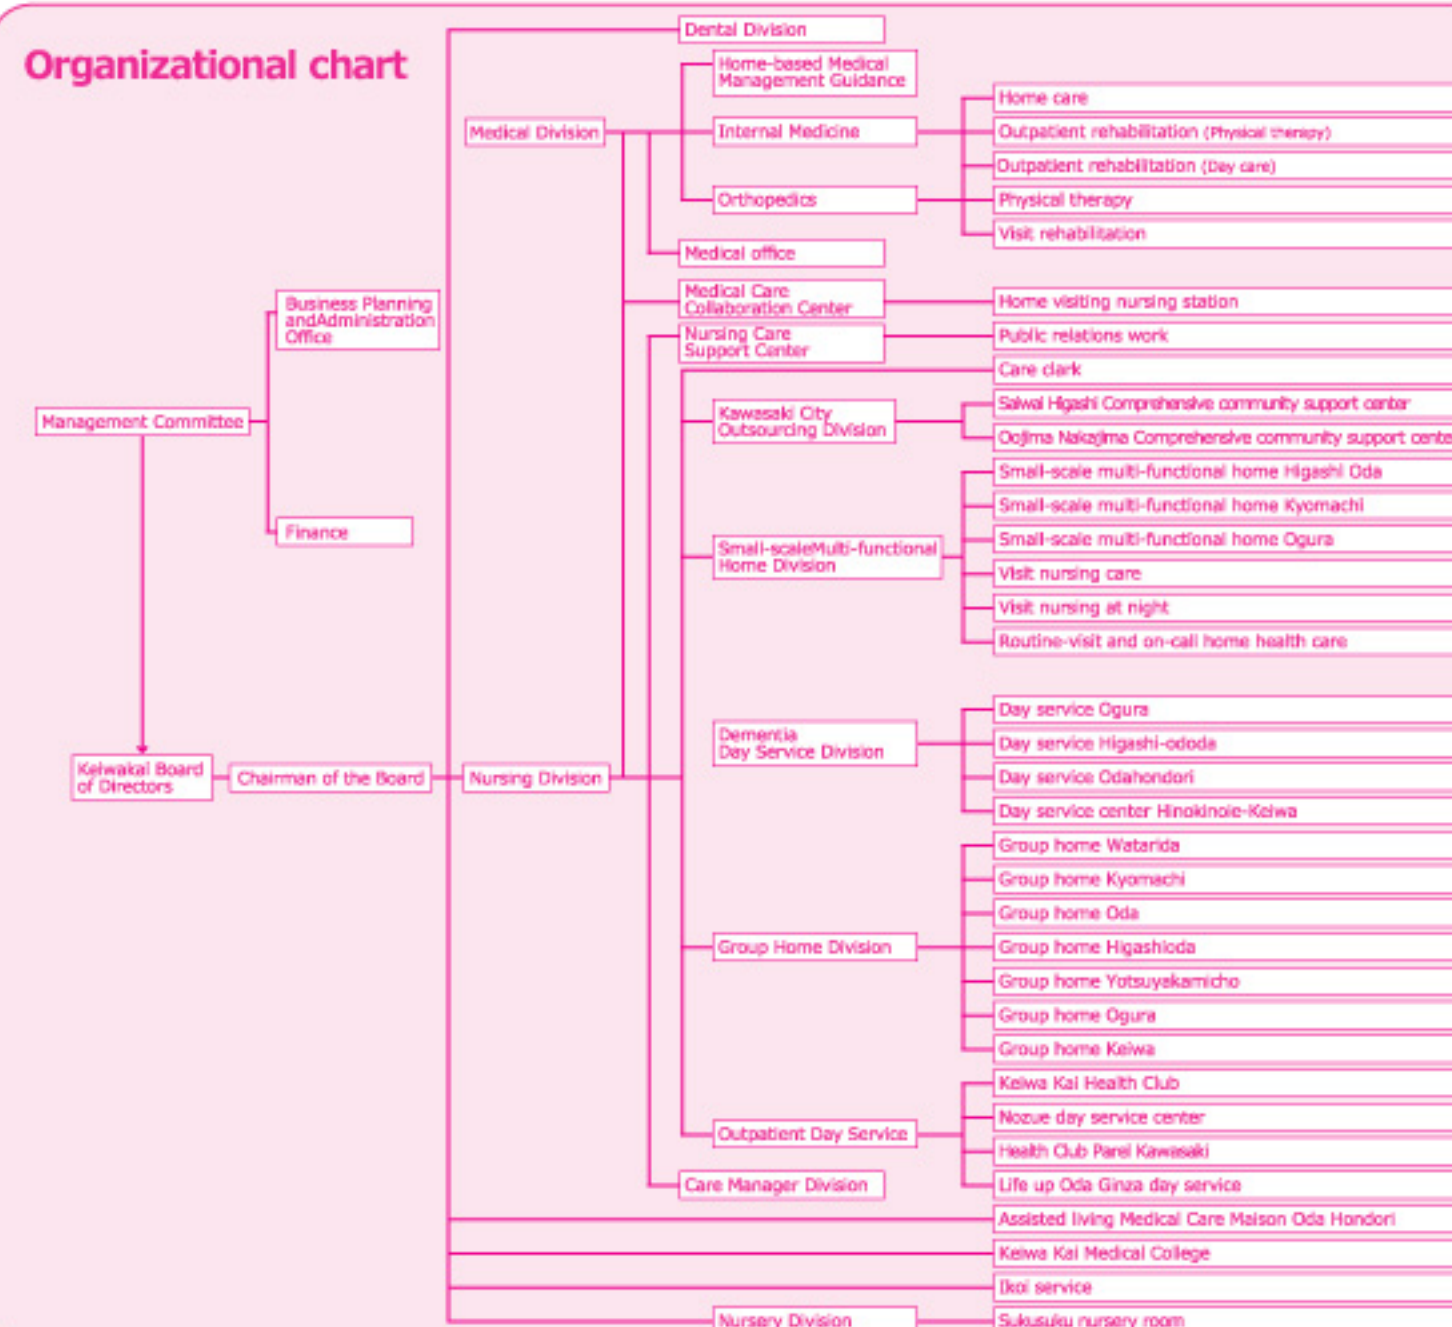 Organizational chart
Dental Division
Home-based Medical
Management Guidance
Home care
Medical Division
Internal Medicine
Outpatient rehabilitation (Physical therapy)
Outpatient rehabilitation (Day care)
Orthopedics
Physical therapy
Visit rehabilitation
Medical office
Medical Care
Collaboration Center
Home visiting nursing station
Business Planning
andAdministration
Office
Nursing Care
Support Center
Public relations work
Care clark
Management Committee
Kawasaki City
Outsourcing Division
Saiwai Higashi Comprehensive community support center
Oojima Nakajima Comprehensive community support cente
Small-scale multi-functional home Higashi Oda
Small-scale multi-functional home Kyomachi
Finance
Small-scaleMulti-functional
Home Division
Small-scale multi-functional home Ogura
Visit nursing care
Visit nursing at night
Routine-visit and on-call home health care
Day service Ogura
Dementia
Day Service Division
Day service Higashi-ododa
Keiwakai Board
of Directors
Chairman of the Board
Nursing Division
Day service Odahondori
Day service center Hinokinoie-Keiwa
Group home Watarida
Group home Kyomachi
Group home Oda
Group Home Division
Group home Higashioda
Group home Yotsuyakamicho
Group home Ogura
Group home Keiwa
Keiwa Kai Health Club
Nozue day service center
Outpatient Day Service
Health Club Parel Kawasaki
Care Manager Division
Life up Oda Ginza day service
Assisted living Medical Care Maison Oda Hondori
Keiwa Kai Medical College
Ikoi service
Nursery Division
Sukusuku nursery room